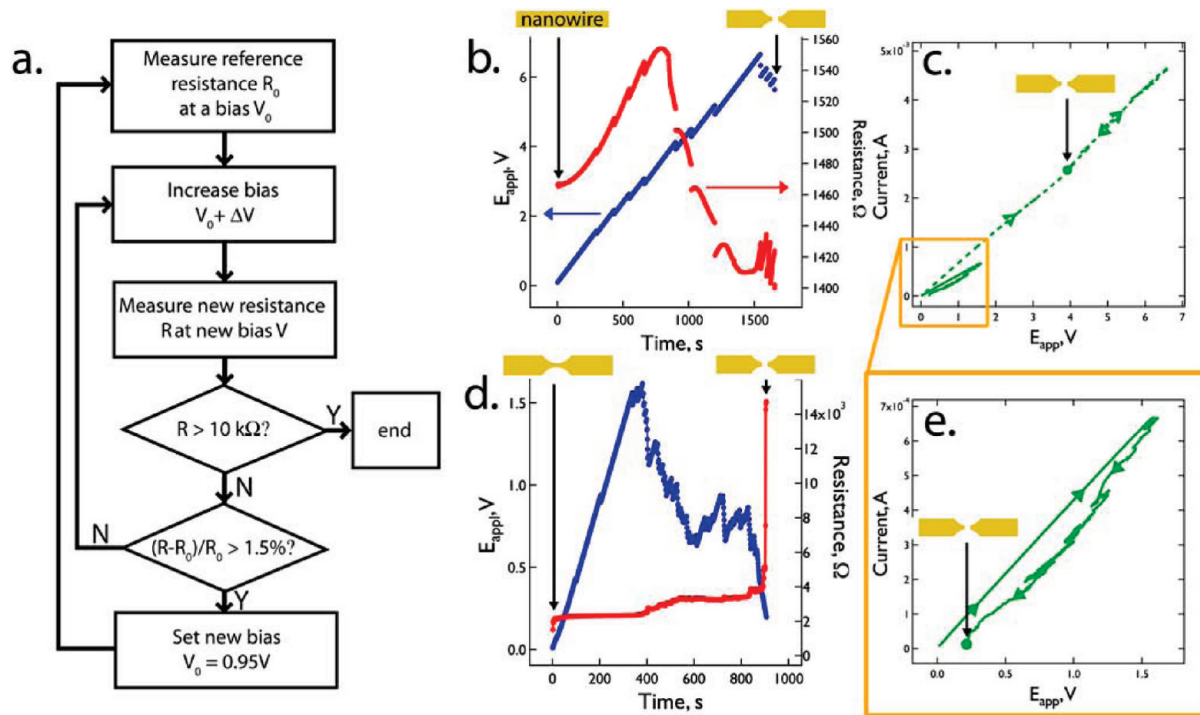 a.
Measure reference
resistance R₀
at a bias V₀
Increase bias
V₀ + ΔV
Measure new resistance
R at new bias V
R > 10 kΩ?
Y
end
N
(R-R₀)/R₀ > 1.5%?
N
Y
Set new bias
V₀ = 0.95V
nanowire
b.
6
4
2
0
Eappl, V
1560
1540
1520
1500
1480
1460
1440
1420
1400
Resistance, Ω
0
500
1000
1500
Time, s
c.
5x10⁻³
4
3
2
1
0
Current, A
0
1
2
3
4
5
6
7
Eapp, V
d.
1.5
1.0
0.5
0.0
Eappl, V
14x10³
12
10
8
6
4
2
0
Resistance, Ω
0
200
400
600
800
1000
Time, s
e.
7x10⁻⁴
6
5
4
3
2
1
0
Current, A
0.0
0.5
1.0
1.5
Eapp, V